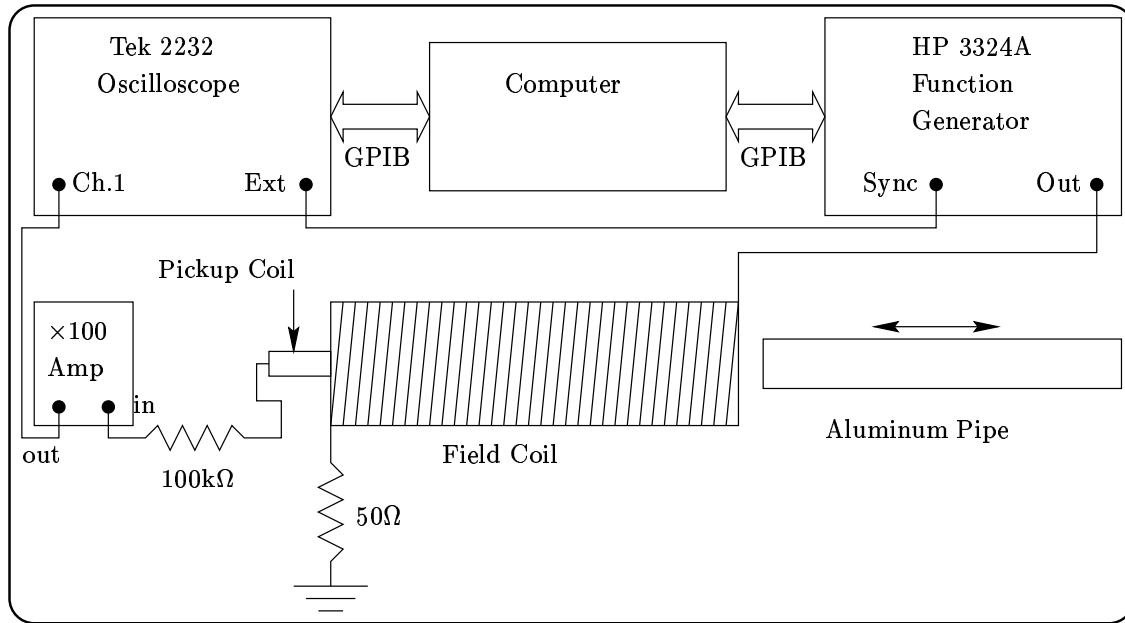 Tek 2232
Oscilloscope
Ch.1
Ext
GPIB
Computer
GPIB
HP 3324A
Function
Generator
Sync
Out
Pickup Coil
×100
Amp
in
out
100kΩ
Field Coil
50Ω
Aluminum Pipe